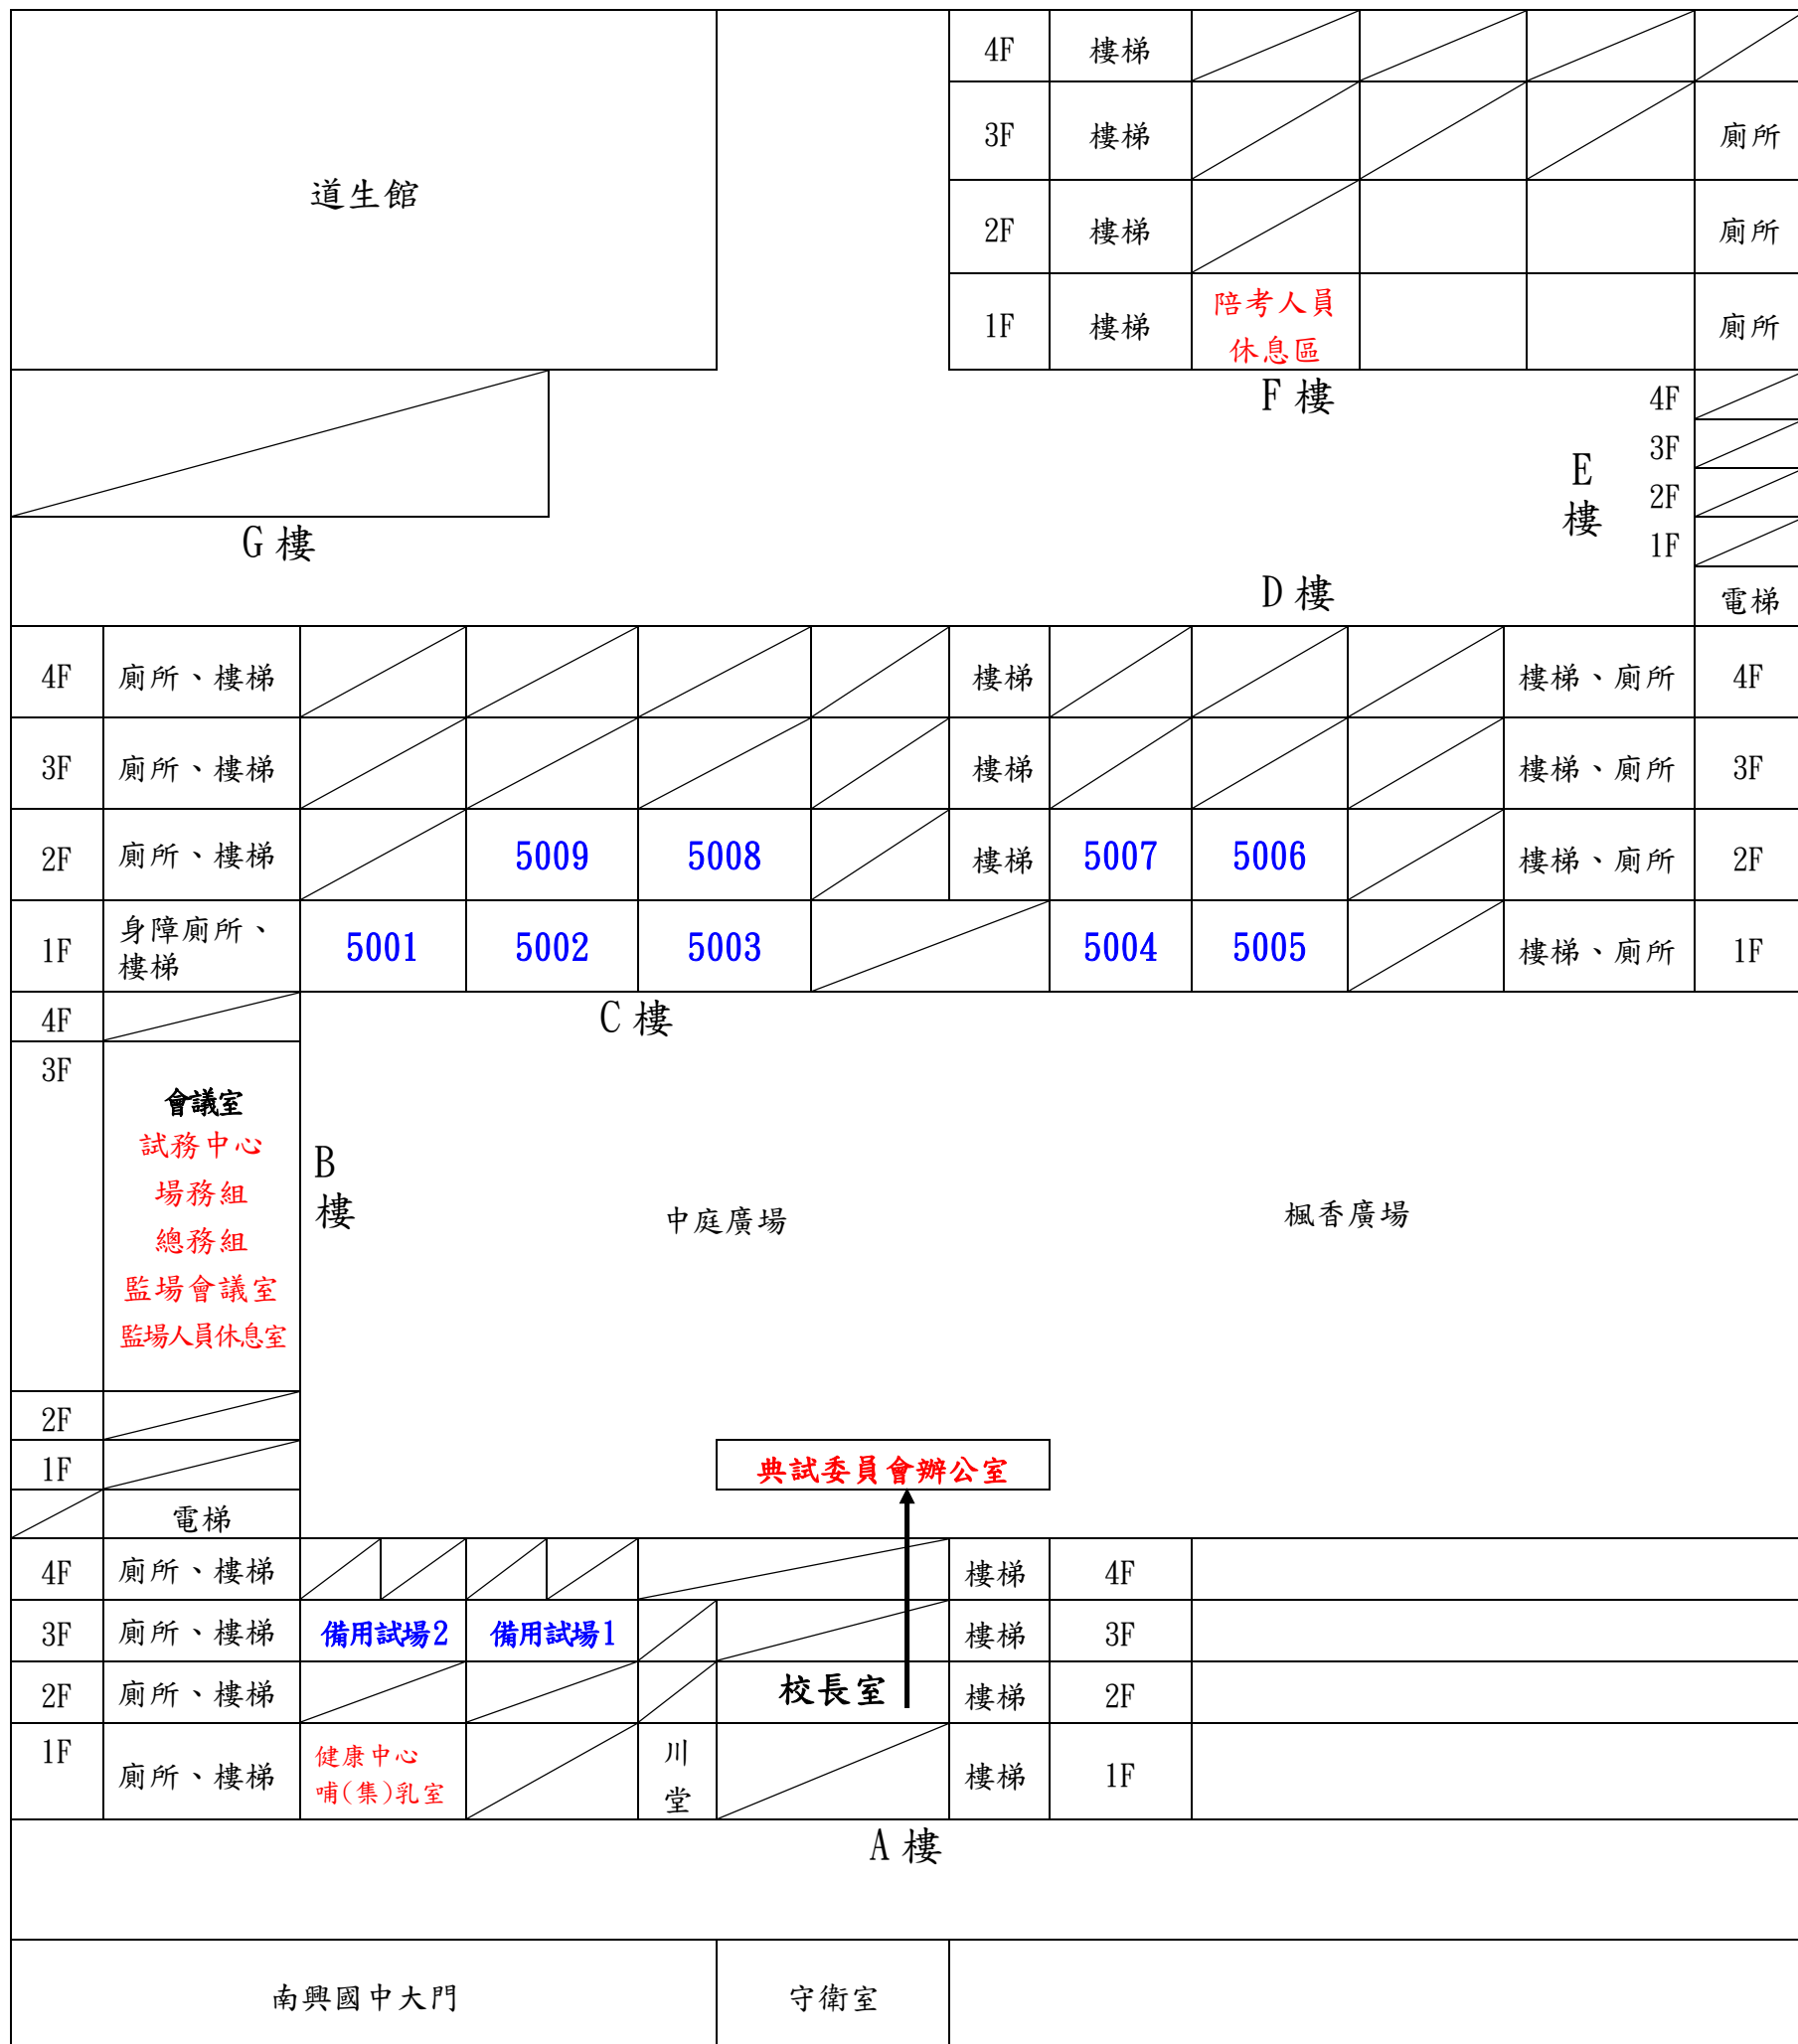 4F 樓梯
道生館
3F 樓梯 廁所
2F 樓梯 廁所
1F 樓梯 陪考人員 廁所
休息區
F 樓
4F
3F
2F
1F
E
樓
G 樓
D 樓
電梯
4F 廁所、樓梯 樓梯 樓梯、廁所 4F
3F 廁所、樓梯 樓梯 樓梯、廁所 3F
2F 廁所、樓梯 5009 5008 樓梯 5007 5006 樓梯、廁所 2F
1F 身障廁所、 5001 5002 5003 5004 5005 樓梯、廁所 1F
樓梯
C 樓
4F
3F
會議室
試務中心
場務組
總務組
監場會議室
監場人員休息室
B
樓
中庭廣場
楓香廣場
2F
1F
典試委員會辦公室
電梯
4F 廁所、樓梯 樓梯 4F
3F 廁所、樓梯 備用試場2 備用試場1 樓梯 3F
2F 廁所、樓梯 校長室 樓梯 2F
1F 廁所、樓梯 健康中心 川 樓梯 1F
哺(集)乳室 堂
A 樓
南興國中大門 守衛室